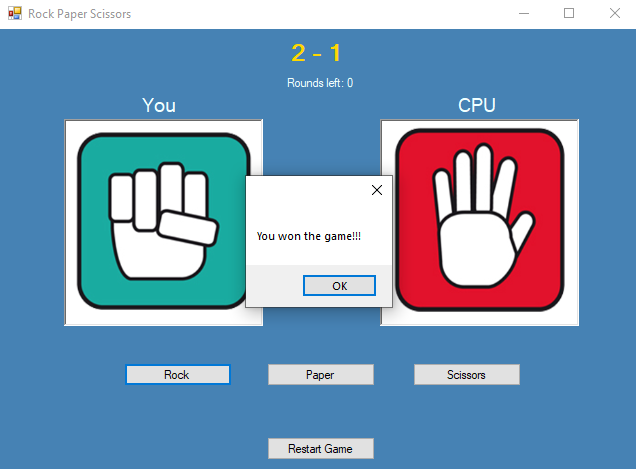 Rock Paper Scissors
2 - 1
Rounds left: 0
You
CPU
You won the game!!!
OK
Rock
Paper
Scissors
Restart Game